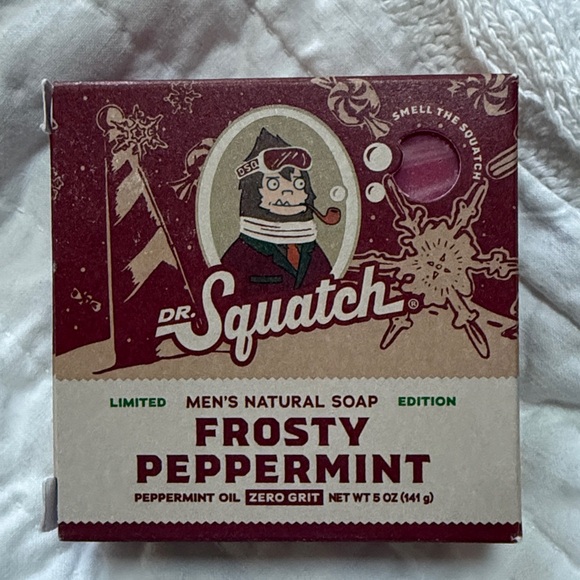 SMELL THE SQUATCH
DSQ
DR. Squatch®
LIMITED MEN'S NATURAL SOAP EDITION
FROSTY
PEPPERMINT
PEPPERMINT OIL ZERO GRIT NET WT 5 OZ (141 g)